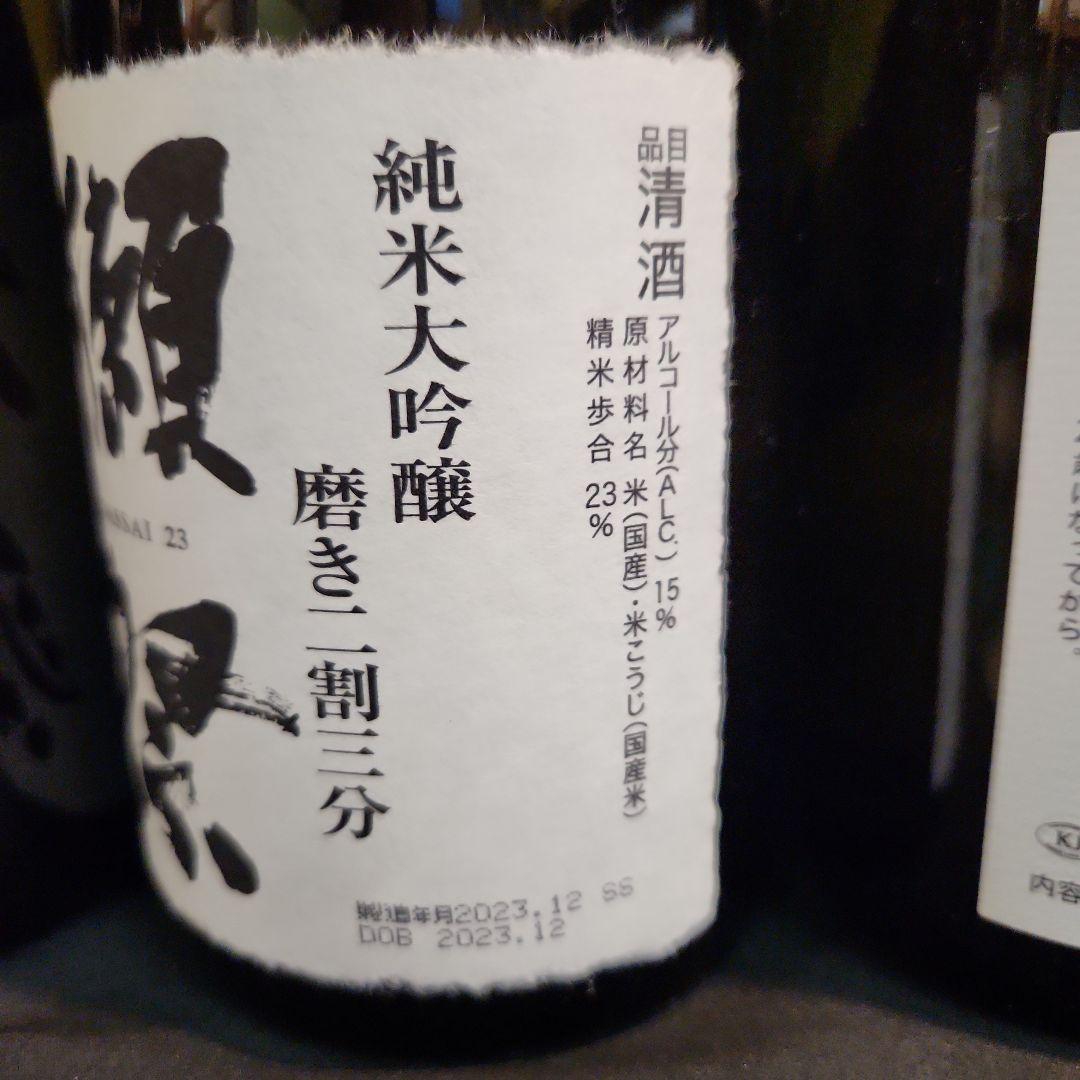 品目 清酒
アルコール分(ALC.) 15%
原材料名 米(国産)・米こうじ(国産米)
精米歩合 23%
純米大吟醸
磨き二割三分
獺祭
23
製造年月2023.12 SS
DOB 2023.12
てから。
内容